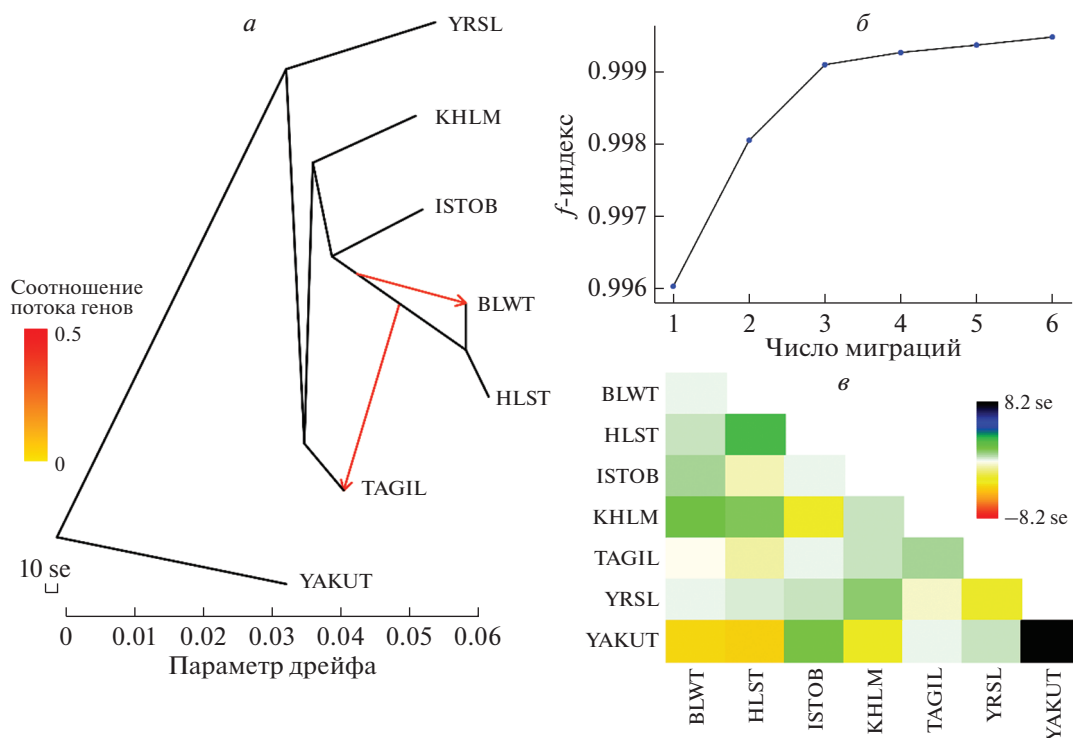 а
YRSL
KHLM
ISTOB
BLWT
HLST
TAGIL
YAKUT
Соотношение
потока генов
0.5
0
10 se
0 0.01 0.02 0.03 0.04 0.05 0.06
Параметр дрейфа
б
0.999
0.998
0.997
0.996
f-индекс
1 2 3 4 5 6
Число миграций
в
BLWT
HLST
ISTOB
KHLM
TAGIL
YRSL
YAKUT
8.2 se
−8.2 se
BLWT
HLST
ISTOB
KHLM
TAGIL
YRSL
YAKUT